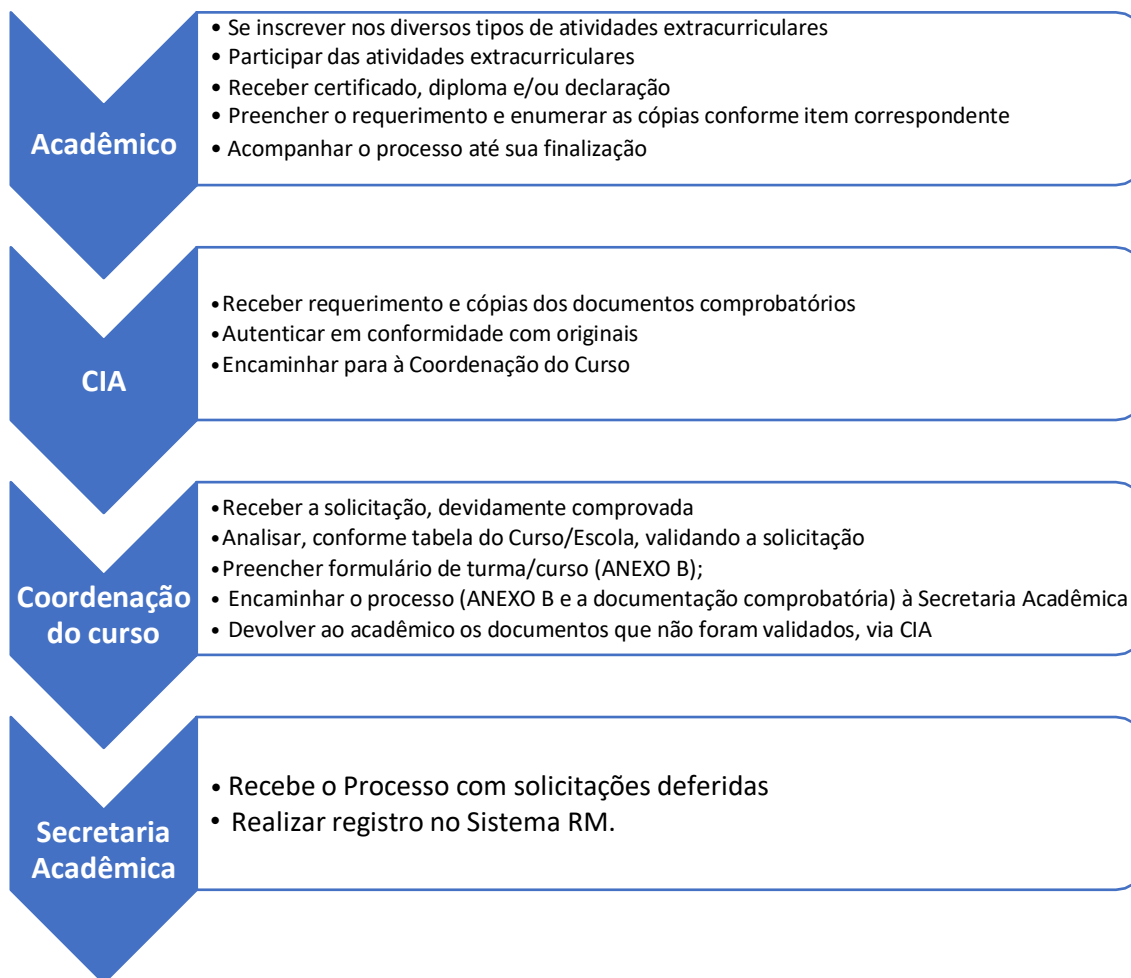 • Se inscrever nos diversos tipos de atividades extracurriculares
• Participar das atividades extracurriculares
• Receber certificado, diploma e/ou declaração
• Preencher o requerimento e enumerar as cópias conforme item correspondente
• Acompanhar o processo até sua finalização
Acadêmico
•Receber requerimento e cópias dos documentos comprobatórios
•Autenticar em conformidade com originais
•Encaminhar para à Coordenação do Curso
CIA
•Receber a solicitação, devidamente comprovada
•Analisar, conforme tabela do Curso/Escola, validando a solicitação
•Preencher formulário de turma/curso (ANEXO B);
• Encaminhar o processo (ANEXO B e a documentação comprobatória) à Secretaria Acadêmica
• Devolver ao acadêmico os documentos que não foram validados, via CIA
Coordenação
do curso
• Recebe o Processo com solicitações deferidas
• Realizar registro no Sistema RM.
Secretaria
Acadêmica